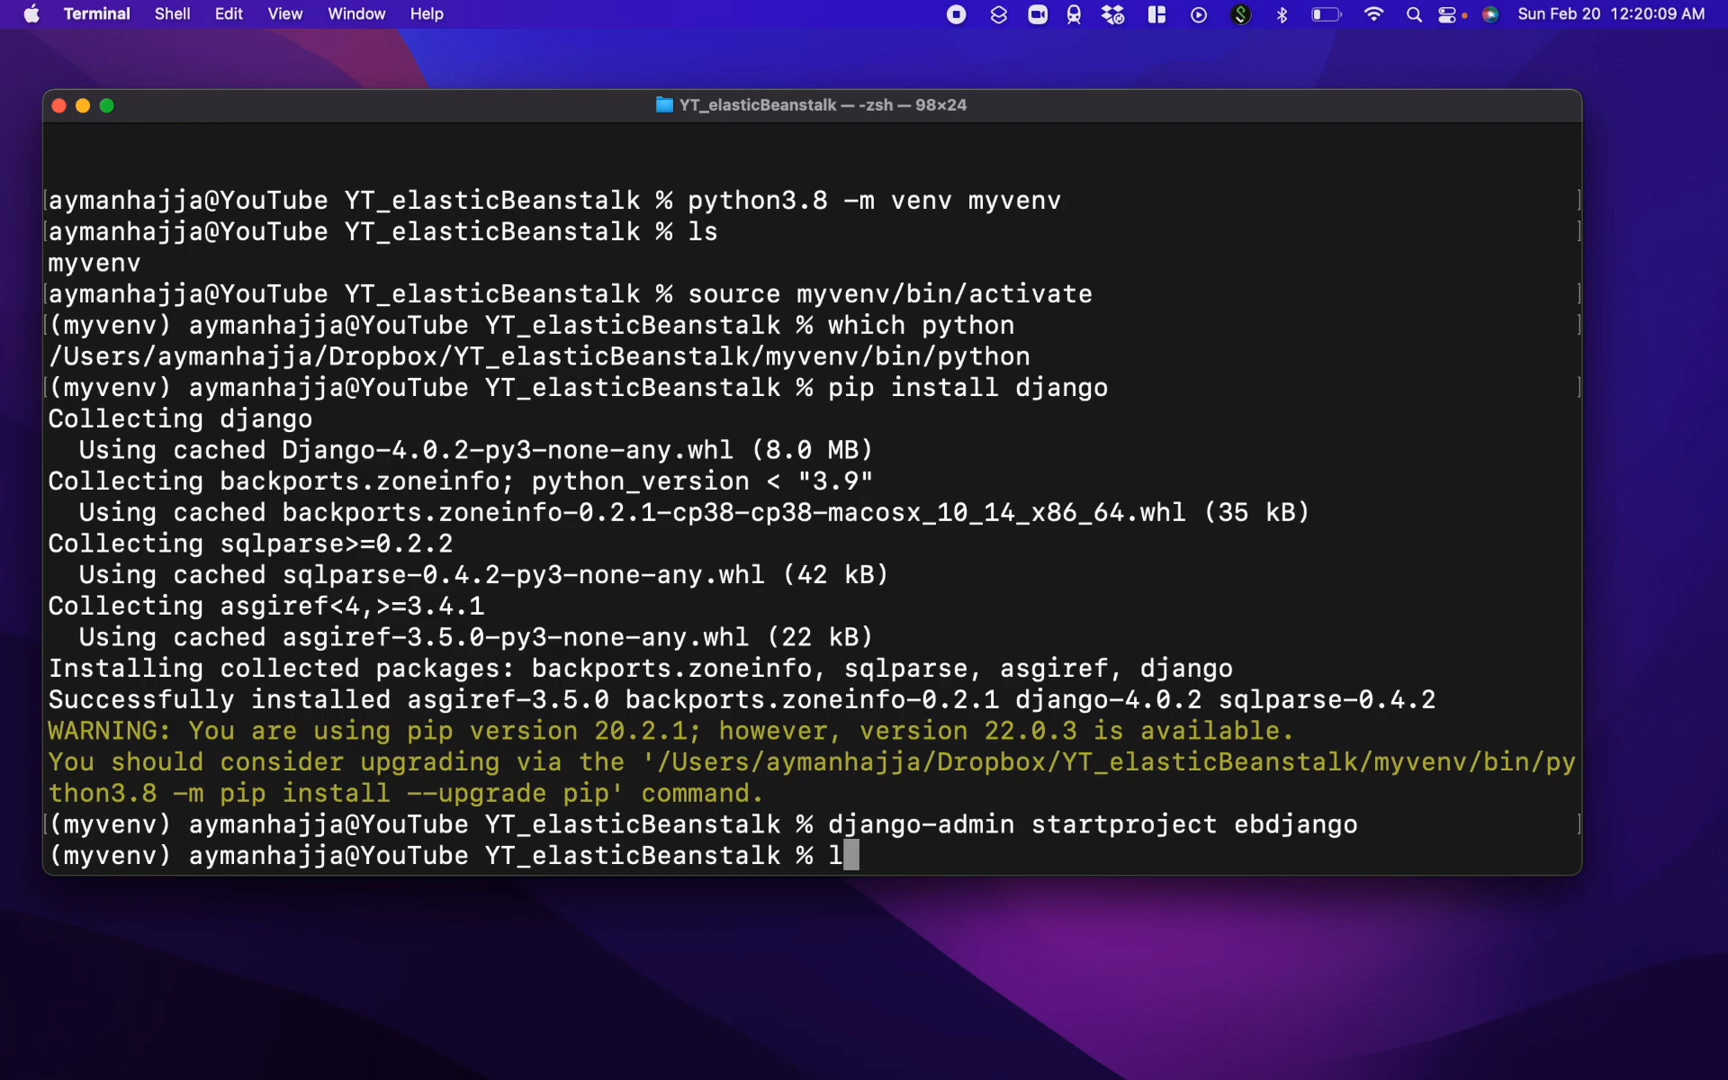 Terminal Shell Edit View Window Help Sun Feb 20 12:20:09 AM
YT_elasticBeanstalk — -zsh — 98×24
aymanhajja@YouTube YT_elasticBeanstalk % python3.8 -m venv myvenv
aymanhajja@YouTube YT_elasticBeanstalk % ls
myvenv
aymanhajja@YouTube YT_elasticBeanstalk % source myvenv/bin/activate
(myvenv) aymanhajja@YouTube YT_elasticBeanstalk % which python
/Users/aymanhajja/Dropbox/YT_elasticBeanstalk/myvenv/bin/python
(myvenv) aymanhajja@YouTube YT_elasticBeanstalk % pip install django
Collecting django
  Using cached Django-4.0.2-py3-none-any.whl (8.0 MB)
Collecting backports.zoneinfo; python_version < "3.9"
  Using cached backports.zoneinfo-0.2.1-cp38-cp38-macosx_10_14_x86_64.whl (35 kB)
Collecting sqlparse>=0.2.2
  Using cached sqlparse-0.4.2-py3-none-any.whl (42 kB)
Collecting asgiref<4,>=3.4.1
  Using cached asgiref-3.5.0-py3-none-any.whl (22 kB)
Installing collected packages: backports.zoneinfo, sqlparse, asgiref, django
Successfully installed asgiref-3.5.0 backports.zoneinfo-0.2.1 django-4.0.2 sqlparse-0.4.2
WARNING: You are using pip version 20.2.1; however, version 22.0.3 is available.
You should consider upgrading via the '/Users/aymanhajja/Dropbox/YT_elasticBeanstalk/myvenv/bin/py
thon3.8 -m pip install --upgrade pip' command.
(myvenv) aymanhajja@YouTube YT_elasticBeanstalk % django-admin startproject ebdjango
(myvenv) aymanhajja@YouTube YT_elasticBeanstalk % l